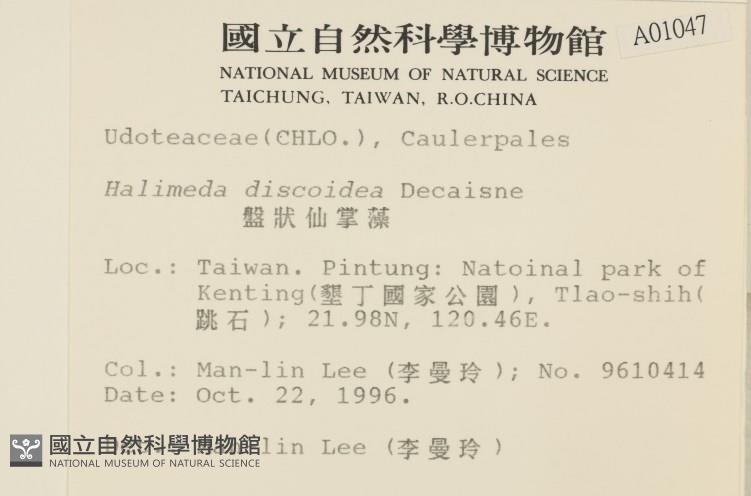 國立自然科學博物館
A01047
NATIONAL MUSEUM OF NATURAL SCIENCE
TAICHUNG, TAIWAN, R.O.CHINA
Udoteaceae(CHLO.), Caulerpales
Halimeda discoidea Decaisne
盤狀仙掌藻
Loc.: Taiwan. Pintung: Natoinal park of
Kenting(墾丁國家公園), Tlao-shih(
跳石); 21.98N, 120.46E.
Col.: Man-lin Lee (李曼玲); No. 9610414
Date: Oct. 22, 1996.
lin Lee (李曼玲)
國立自然科學博物館
NATIONAL MUSEUM OF NATURAL SCIENCE